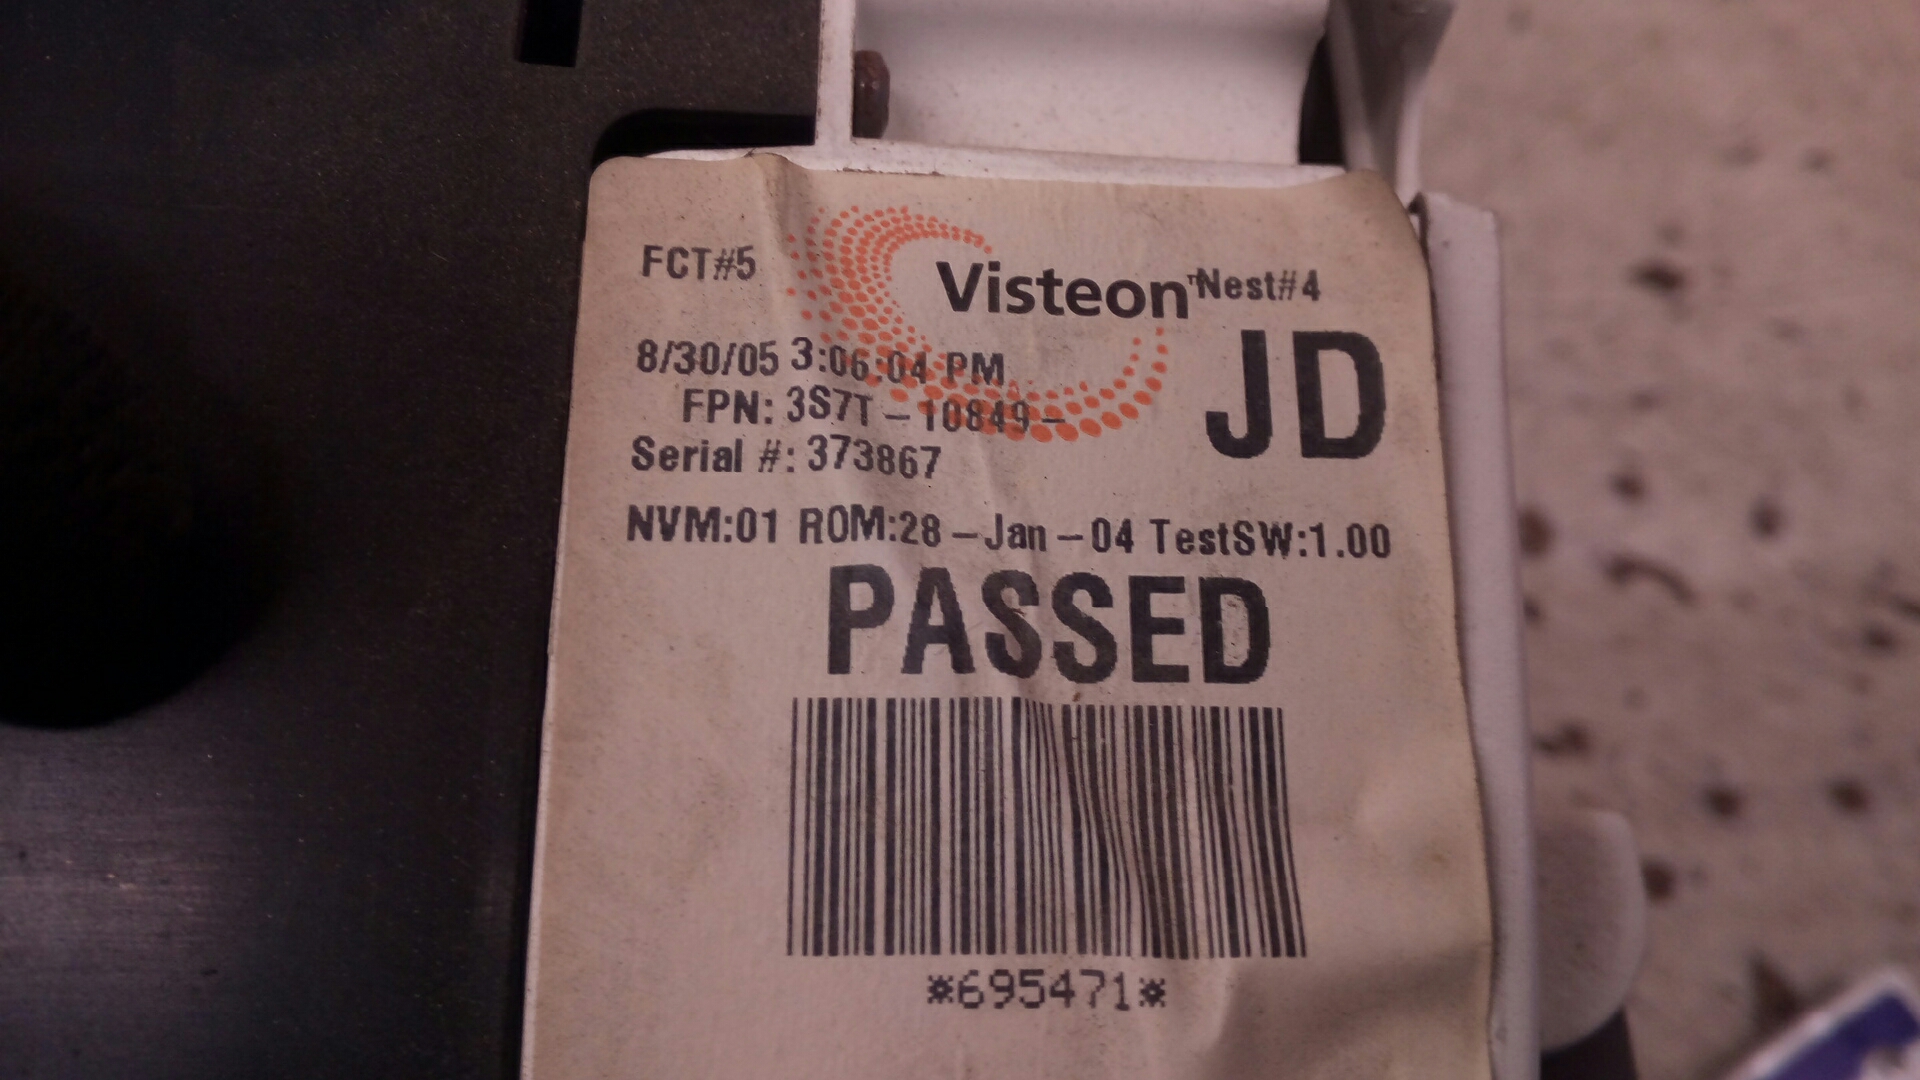 FCT#5
Visteon™ Nest#4
8/30/05 3:06:04 PM
FPN: 3S7T-10849-
JD
Serial #: 373867
NVM:01 ROM:28-Jan-04 TestSW:1.00
PASSED
*695471*